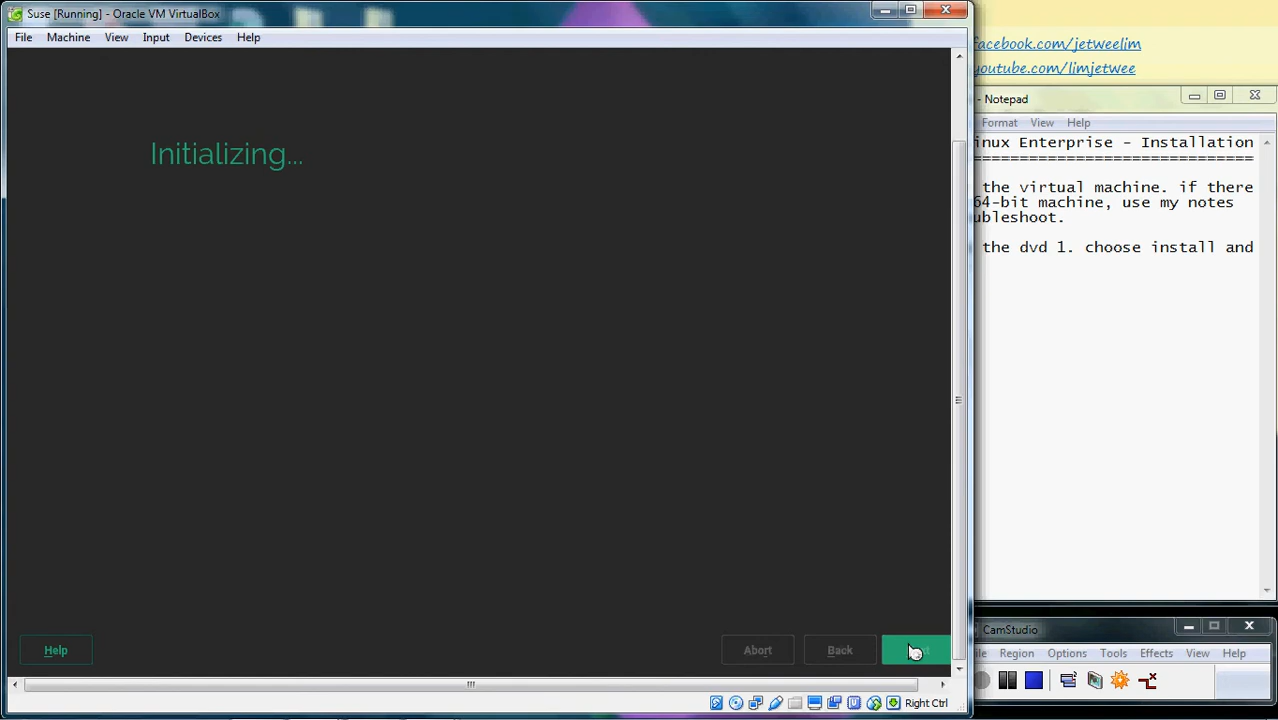 Suse [Running] - Oracle VM VirtualBox
File Machine View Input Devices Help
Initializing...
Help
Abort
Back
Right Ctrl
facebook.com/jetweelim
youtube.com/limjetwee
- Notepad
Format View Help
inux Enterprise - Installation
==============================
the virtual machine. if there
64-bit machine, use my notes
ubleshoot.
the dvd 1. choose install and
CamStudio
ile Region Options Tools Effects View Help